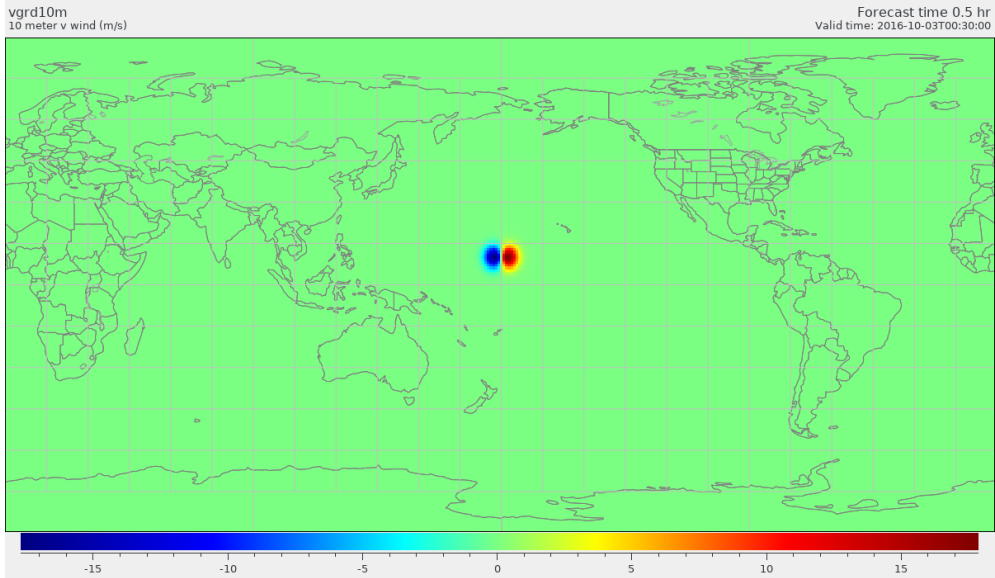 vgrd10m
10 meter v wind (m/s)
Forecast time 0.5 hr
Valid time: 2016-10-03T00:30:00
-15 -10 -5 0 5 10 15